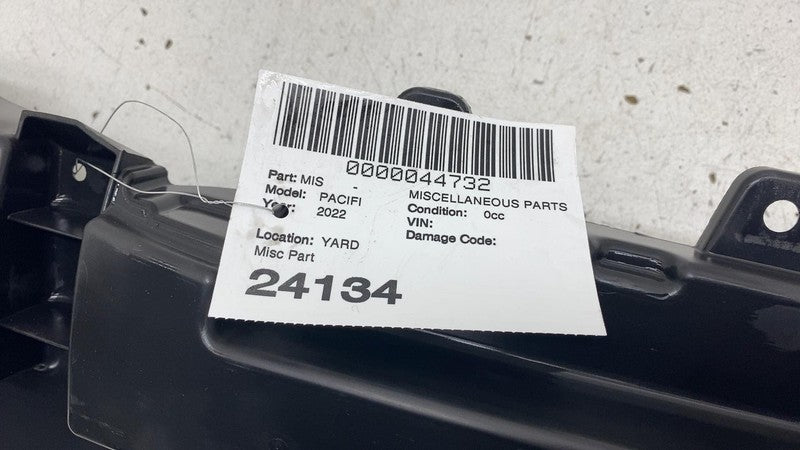 0000044732
Part: MIS - MISCELLANEOUS PARTS
Model: PACIFI Condition: 0cc
Year: 2022 VIN:
Damage Code:
Location: YARD
Misc Part
24134